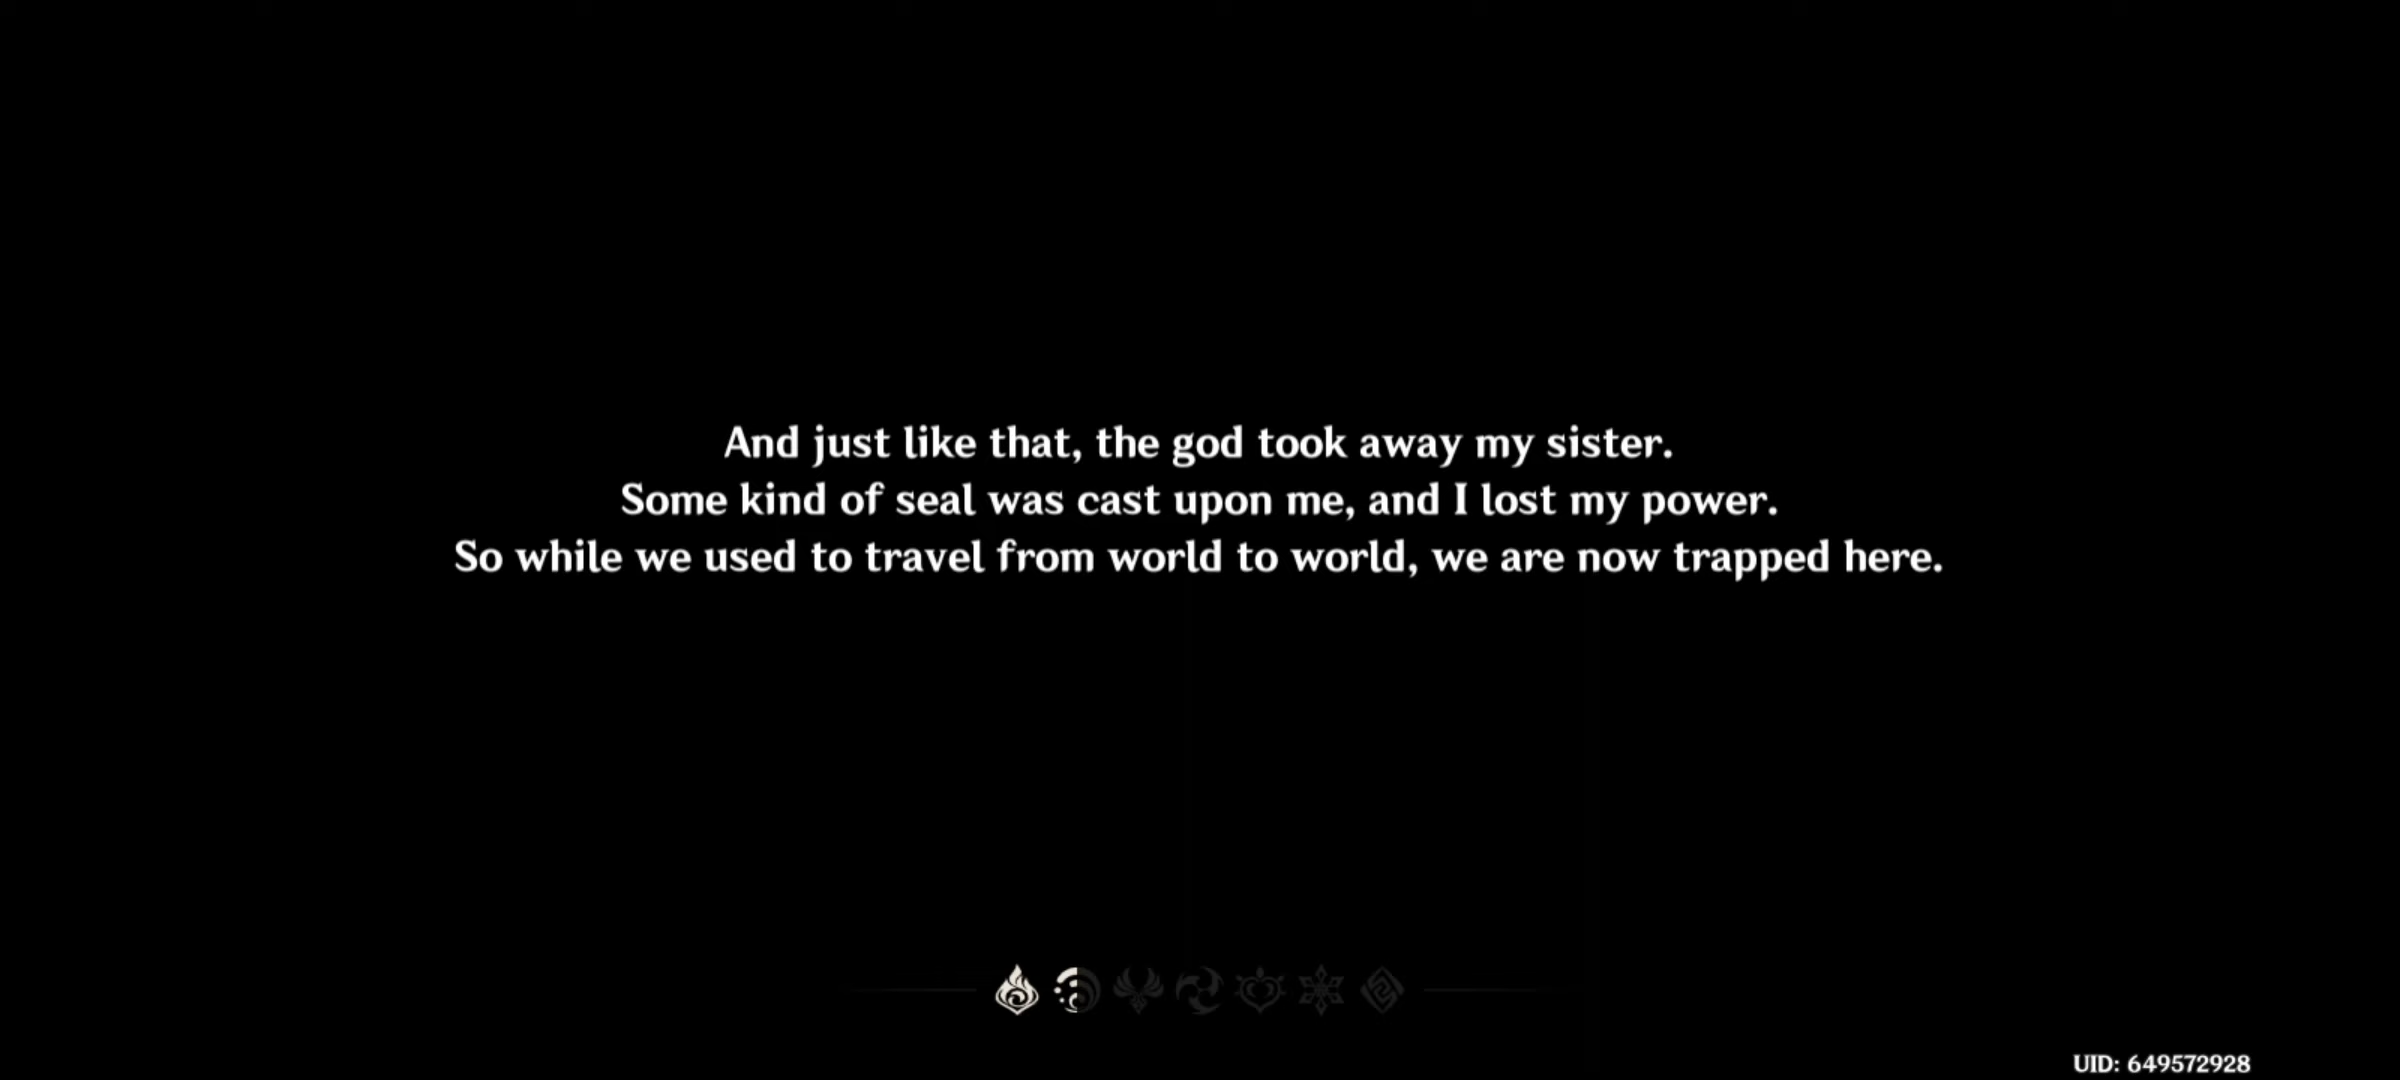 And just like that, the god took away my sister.
Some kind of seal was cast upon me, and I lost my power.
So while we used to travel from world to world, we are now trapped here.
UID: 649572928